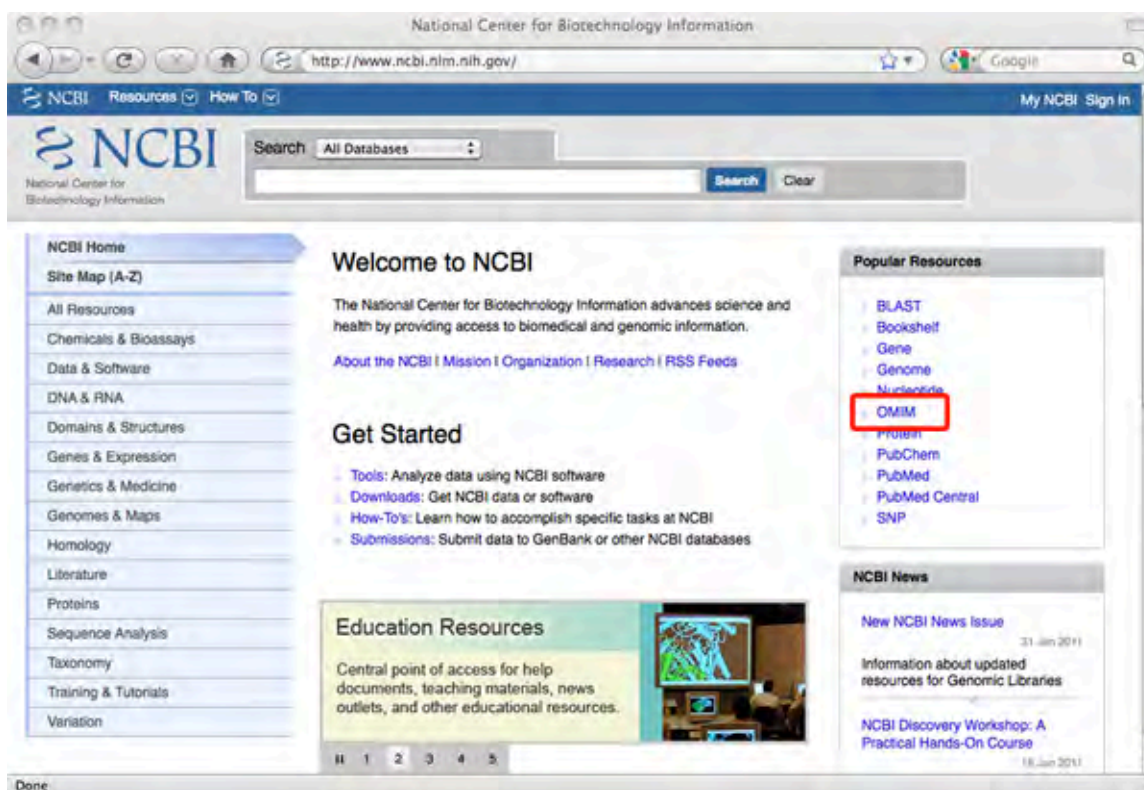 National Center for Biotechnology Information
http://www.ncbi.nlm.nih.gov/
Google
NCBI Resources How To My NCBI Sign In
NCBI
National Center for
Biotechnology Information
Search All Databases
Search Clear
NCBI Home
Site Map (A-Z)
All Resources
Chemicals & Bioassays
Data & Software
DNA & RNA
Domains & Structures
Genes & Expression
Genetics & Medicine
Genomes & Maps
Homology
Literature
Proteins
Sequence Analysis
Taxonomy
Training & Tutorials
Variation
Welcome to NCBI
The National Center for Biotechnology Information advances science and
health by providing access to biomedical and genomic information.
About the NCBI | Mission | Organization | Research | RSS Feeds
Get Started
Tools: Analyze data using NCBI software
Downloads: Get NCBI data or software
How-To's: Learn how to accomplish specific tasks at NCBI
Submissions: Submit data to GenBank or other NCBI databases
Education Resources
Central point of access for help
documents, teaching materials, news
outlets, and other educational resources.
1 2 3 4 5
Popular Resources
BLAST
Bookshelf
Gene
Genome
Nucleotide
OMIM
Protein
PubChem
PubMed
PubMed Central
SNP
NCBI News
New NCBI News Issue
31 Jan 2011
Information about updated
resources for Genomic Libraries
NCBI Discovery Workshop: A
Practical Hands-On Course
Jan 2011
Done